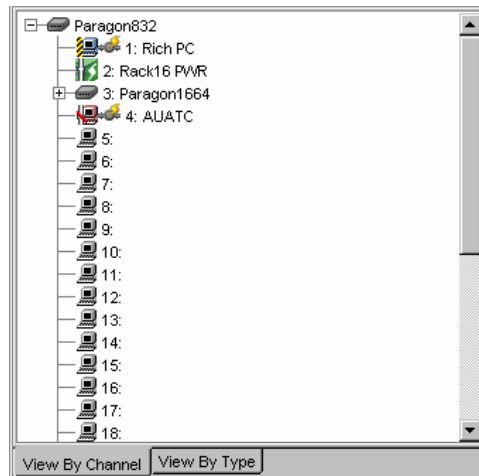 Paragon832
1: Rich PC
2: Rack16 PWR
3: Paragon1664
4: AUATC
5:
6:
7:
8:
9:
10:
11:
12:
13:
14:
15:
16:
17:
18:
View By Channel View By Type